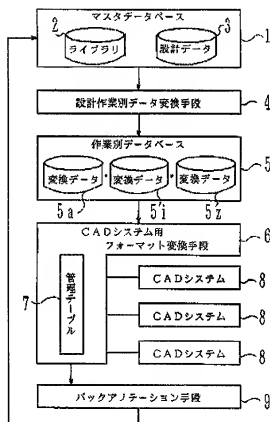 マスタデータベース
2
ライブラリ
3
設計データ
1
設計作業別データ変換手段
4
作業別データベース
変換データ
変換データ
変換データ
5
5a
5i
5z
CADシステム用
フォーマット変換手段
6
7
管理テーブル
CADシステム
8
CADシステム
8
CADシステム
8
バックアノテーション手段
9